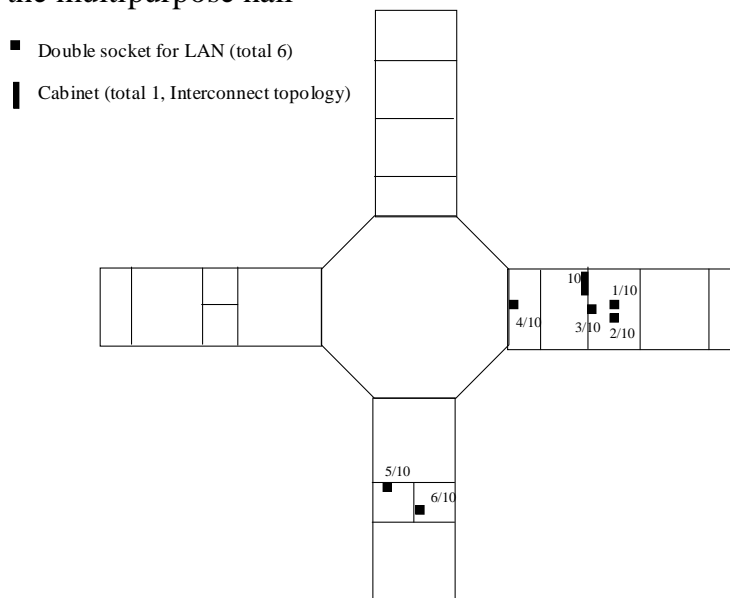 the multipurpose hall
Double socket for LAN (total 6)
Cabinet (total 1, Interconnect topology)
10
1/10
4/10
3/10
2/10
5/10
6/10